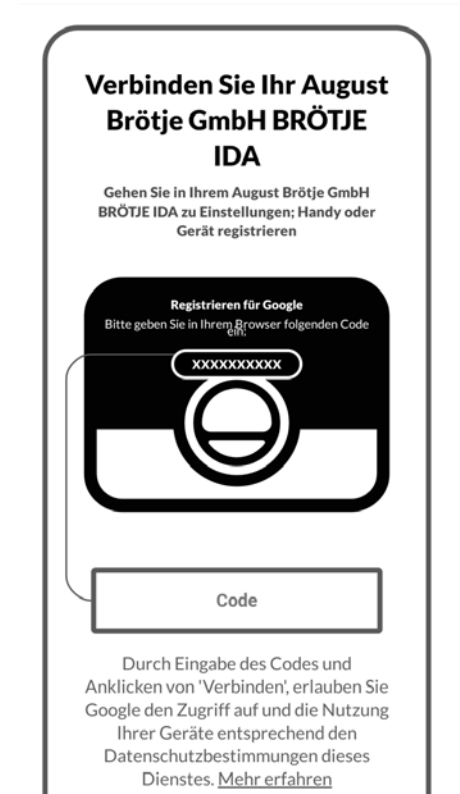 Verbinden Sie Ihr August
Brötje GmbH BRÖTJE
IDA
Gehen Sie in Ihrem August Brötje GmbH
BRÖTJE IDA zu Einstellungen; Handy oder
Gerät registrieren
Registrieren für Google
Bitte geben Sie in Ihrem Browser folgenden Code
ein:
XXXXXXXXXX
Code
Durch Eingabe des Codes und
Anklicken von 'Verbinden', erlauben Sie
Google den Zugriff auf und die Nutzung
Ihrer Geräte entsprechend den
Datenschutzbestimmungen dieses
Dienstes. Mehr erfahren